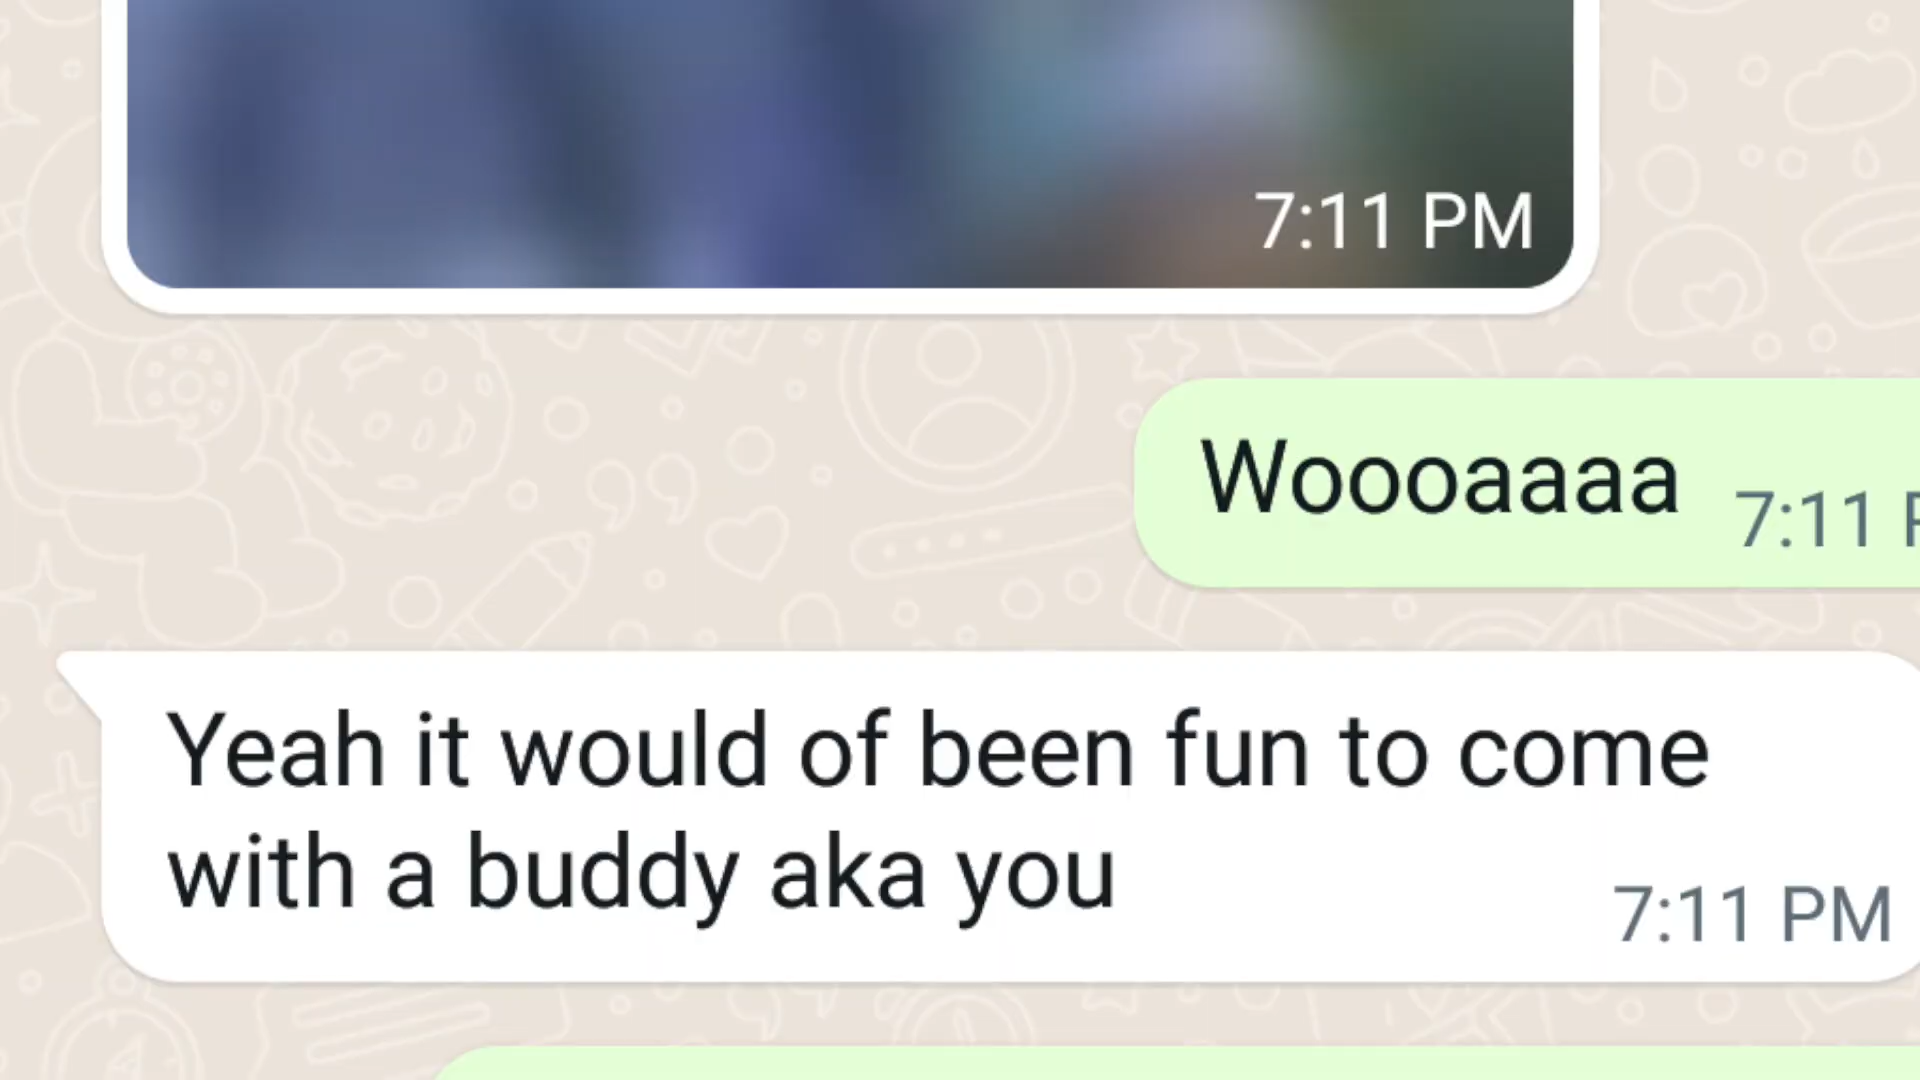 7:11 PM
Woooaaaa
7:11
Yeah it would of been fun to come
with a buddy aka you
7:11 PM